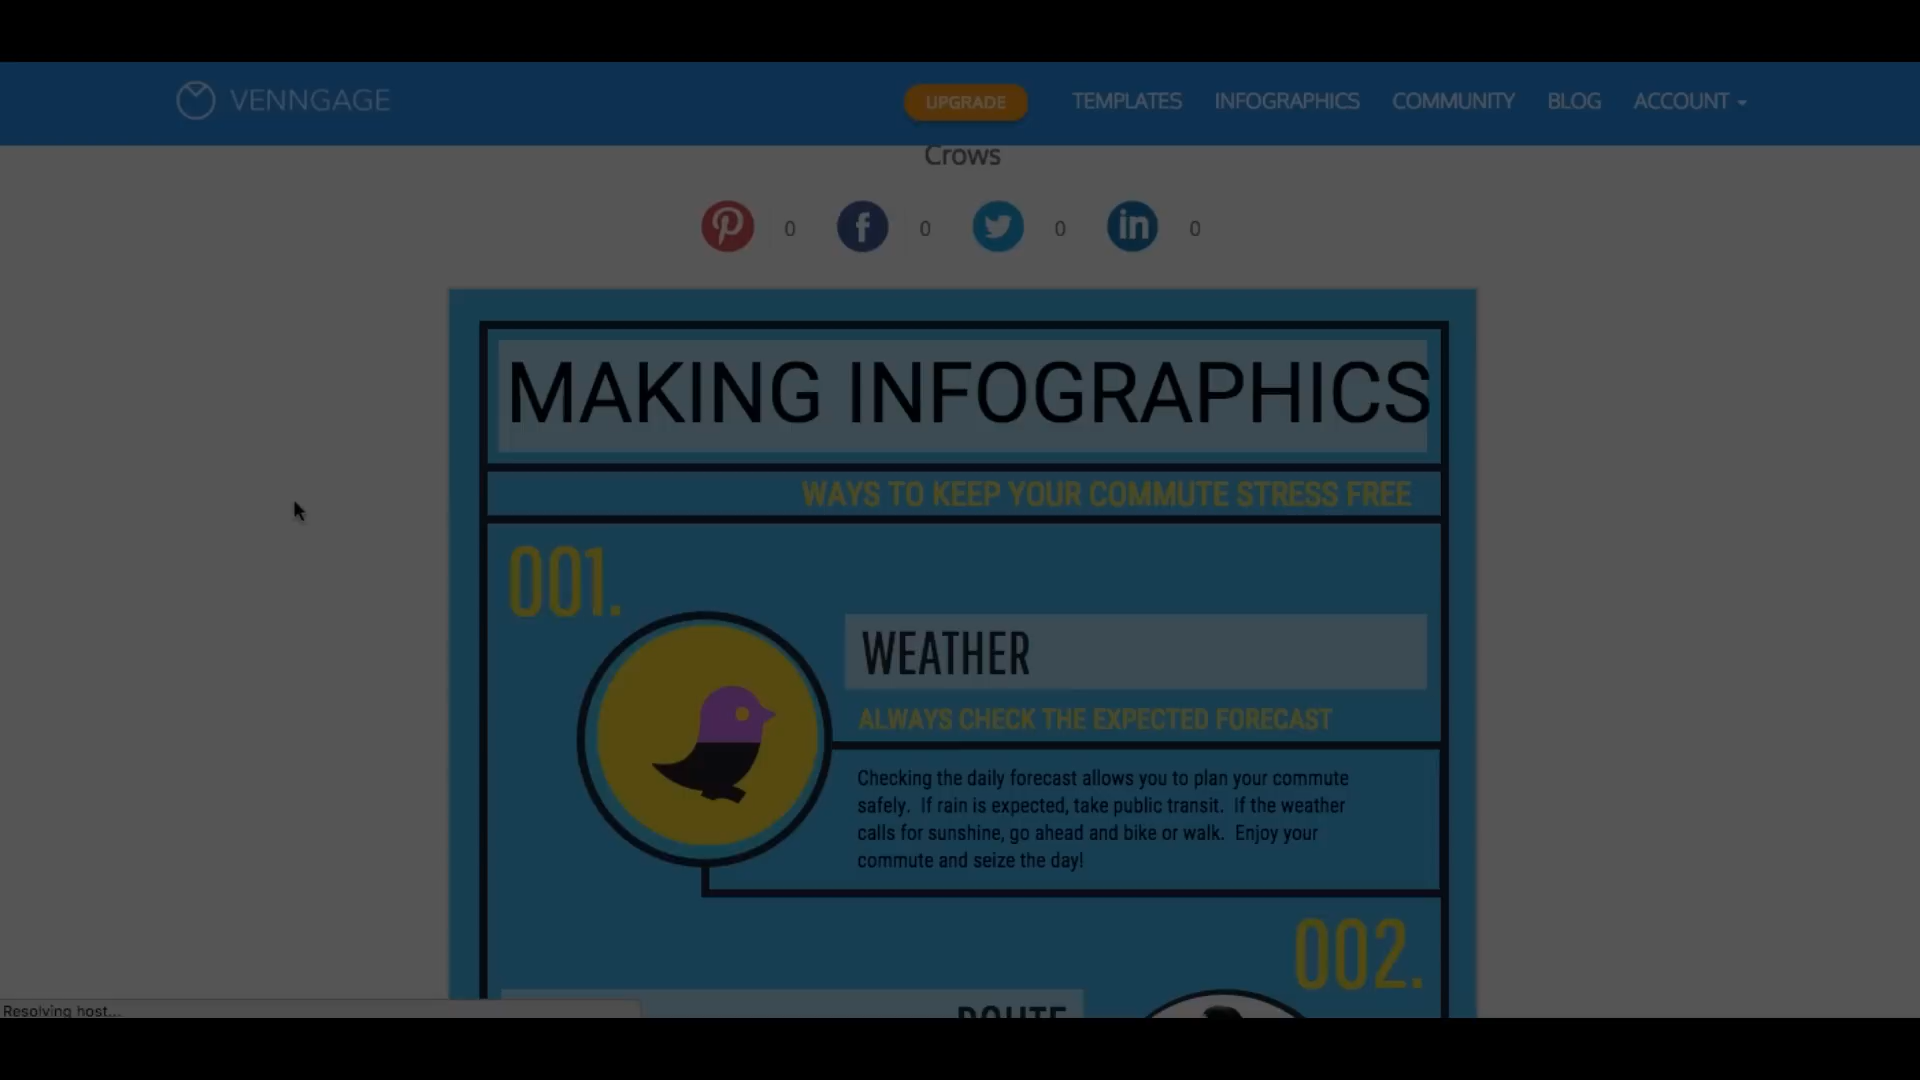 VENNGAGE
UPGRADE
TEMPLATES
INFOGRAPHICS
COMMUNITY
BLOG
ACCOUNT
Crows
0
0
0
0
MAKING INFOGRAPHICS
WAYS TO KEEP YOUR COMMUTE STRESS FREE
001.
WEATHER
ALWAYS CHECK THE EXPECTED FORECAST
Checking the daily forecast allows you to plan your commute
safely. If rain is expected, take public transit. If the weather
calls for sunshine, go ahead and bike or walk. Enjoy your
commute and seize the day!
002.
ROUTE
Resolving host...